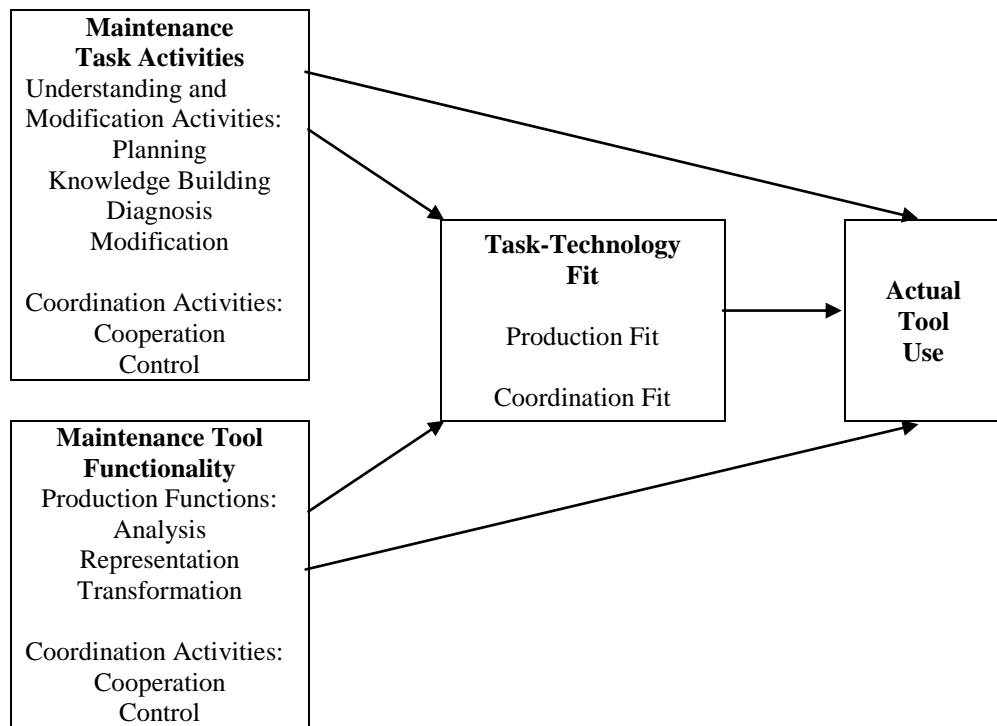 Maintenance
Task Activities
Understanding and
Modification Activities:
Planning
Knowledge Building
Diagnosis
Modification
Coordination Activities:
Cooperation
Control
Maintenance Tool
Functionality
Production Functions:
Analysis
Representation
Transformation
Coordination Activities:
Cooperation
Control
Task-Technology
Fit
Production Fit
Coordination Fit
Actual
Tool
Use